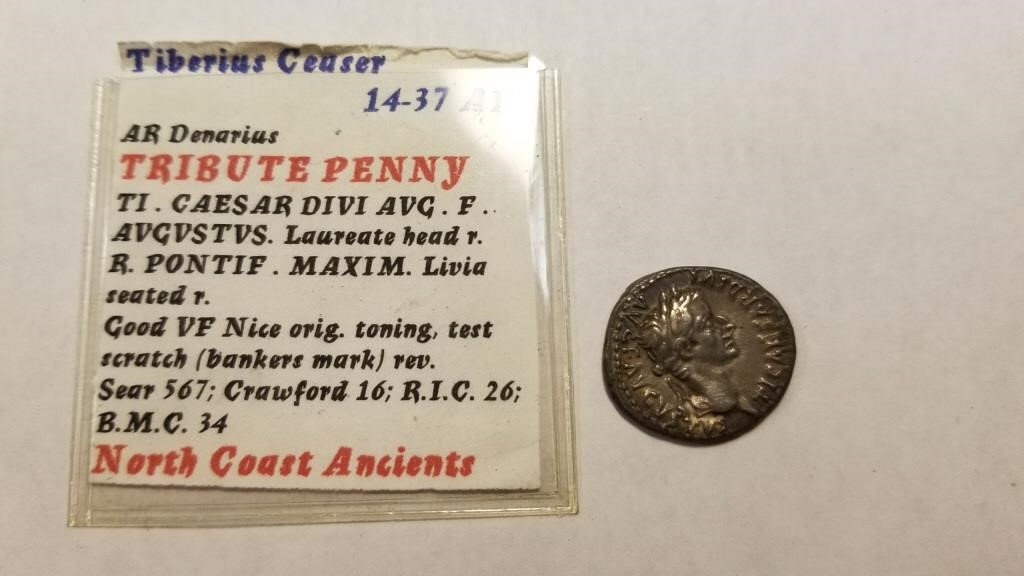 Tiberius Ceaser
14-37 AD
AR Denarius
TRIBUTE PENNY
TI . CAESAR DIVI AVG . F .
AVGVSTVS. Laureate head r.
R. PONTIF . MAXIM. Livia
seated r.
Good VF Nice orig. toning, test
scratch (bankers mark) rev.
Sear 567; Crawford 16; R.I.C. 26;
B.M.C. 34
North Coast Ancients